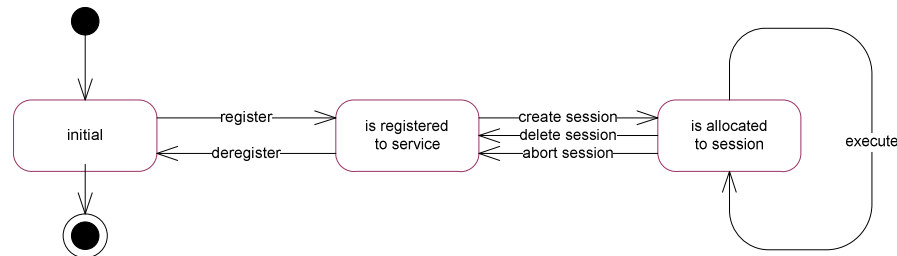 register
create session
initial
is registered
to service
delete session
is allocated
to session
execute
deregister
abort session